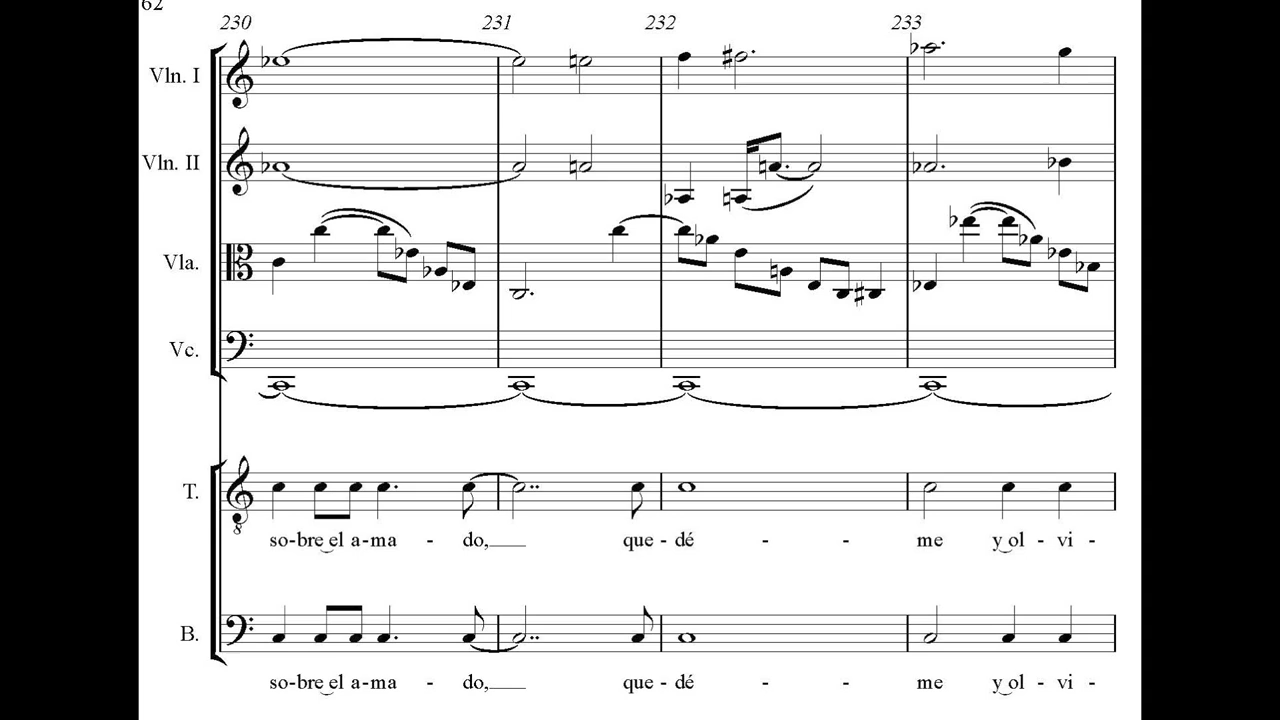 62
230 231 232 233
Vln. I
Vln. II
Vla.
Vc.
T.
8
so-bre el a-ma - do, que - dé - - me y ol - vi -
B.
so-bre el a-ma - do, que - dé - - me y ol - vi -